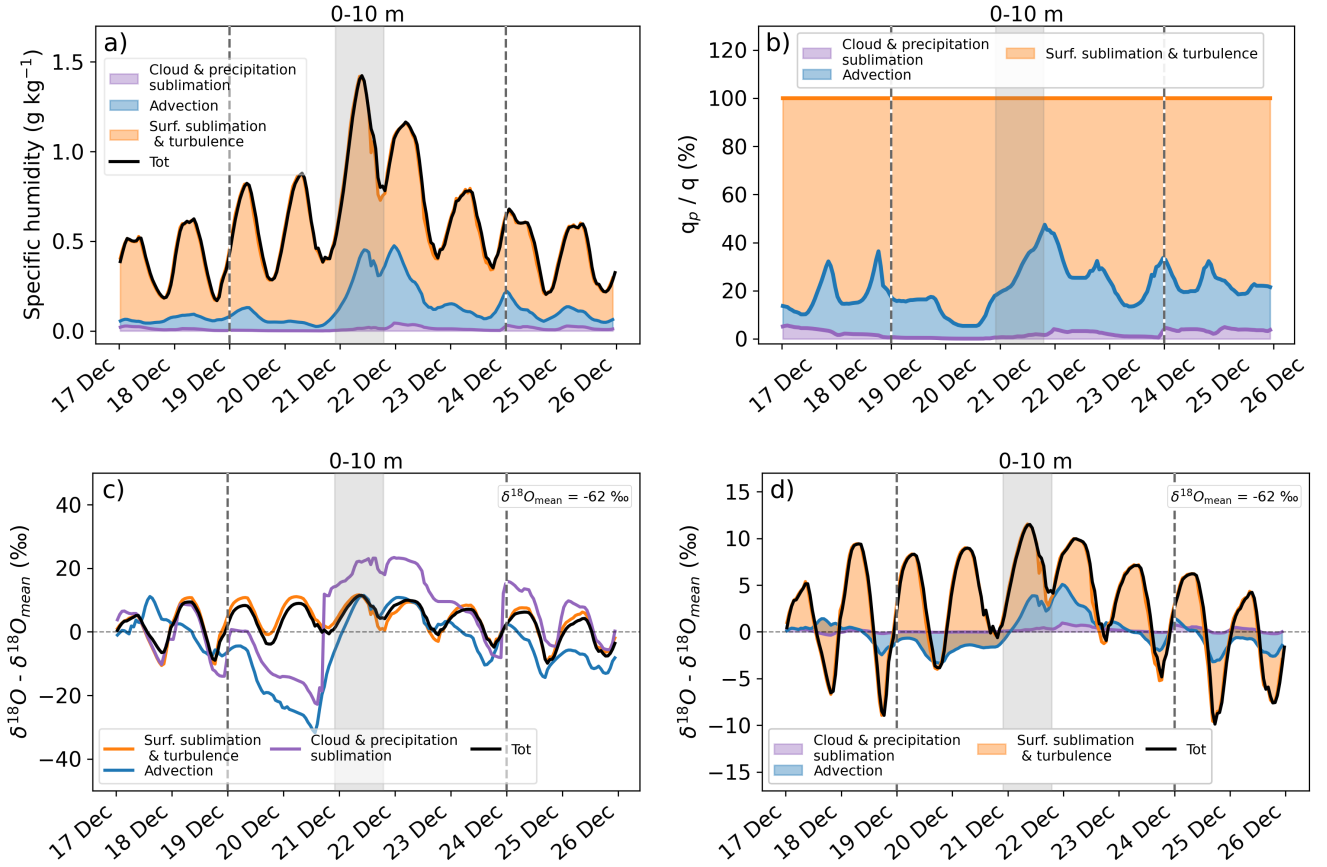 0-10 m
a)
Specific humidity (g kg⁻¹)
1.5
1.0
0.5
0.0
Cloud & precipitation
sublimation
Advection
Surf. sublimation
& turbulence
Tot
17 Dec
18 Dec
19 Dec
20 Dec
21 Dec
22 Dec
23 Dec
24 Dec
25 Dec
26 Dec
0-10 m
b)
qₚ / q (%)
120
100
80
60
40
20
0
Cloud & precipitation
sublimation
Advection
Surf. sublimation & turbulence
17 Dec
18 Dec
19 Dec
20 Dec
21 Dec
22 Dec
23 Dec
24 Dec
25 Dec
26 Dec
0-10 m
c)
δ¹⁸O - δ¹⁸O_mean (‰)
40
20
0
−20
−40
δ¹⁸O_mean = -62 ‰
Surf. sublimation
& turbulence
Advection
Cloud & precipitation
sublimation
Tot
17 Dec
18 Dec
19 Dec
20 Dec
21 Dec
22 Dec
23 Dec
24 Dec
25 Dec
26 Dec
0-10 m
d)
δ¹⁸O - δ¹⁸O_mean (‰)
15
10
5
0
−5
−10
−15
δ¹⁸O_mean = -62 ‰
Cloud & precipitation
sublimation
Advection
Surf. sublimation
& turbulence
Tot
17 Dec
18 Dec
19 Dec
20 Dec
21 Dec
22 Dec
23 Dec
24 Dec
25 Dec
26 Dec